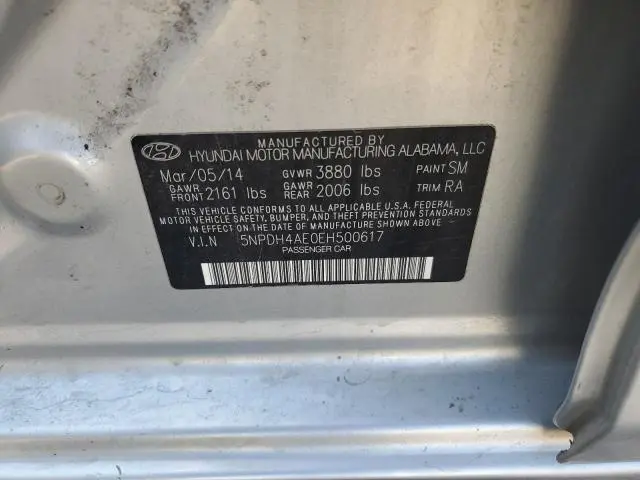 MANUFACTURED BY
HYUNDAI MOTOR MANUFACTURING ALABAMA, LLC
Mar/05/14 GVWR 3880 lbs PAINT SM
GAWR FRONT 2161 lbs GAWR REAR 2006 lbs TRIM RA
THIS VEHICLE CONFORMS TO ALL APPLICABLE U.S.A. FEDERAL
MOTOR VEHICLE SAFETY, BUMPER, AND THEFT PREVENTION STANDARDS
IN EFFECT ON THE DATE OF MANUFACTURE SHOWN ABOVE.
V.I.N 5NPDH4AE0EH500617
PASSENGER CAR